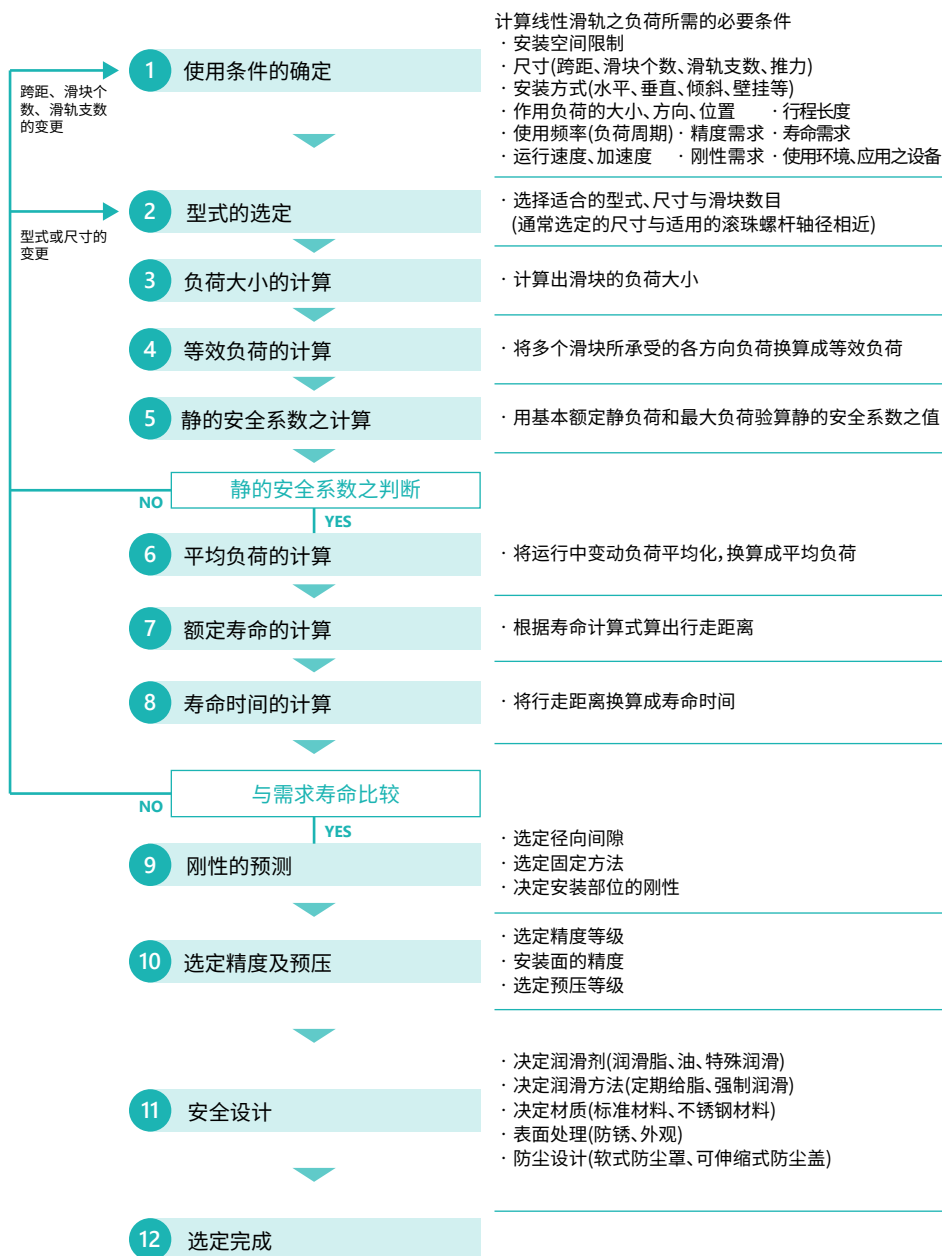 计算线性滑轨之负荷所需的必要条件
· 安装空间限制
· 尺寸(跨距、滑块个数、滑轨支数、推力)
· 安装方式(水平、垂直、倾斜、壁挂等)
· 作用负荷的大小、方向、位置 · 行程长度
· 使用频率(负荷周期) · 精度需求 · 寿命需求
· 运行速度、加速度 · 刚性需求 · 使用环境、应用之设备
1 使用条件的确定
跨距、滑块个
数、滑轨支数
的变更
2 型式的选定
· 选择适合的型式、尺寸与滑块数目
(通常选定的尺寸与适用的滚珠螺杆轴径相近)
型式或尺寸的
变更
3 负荷大小的计算
· 计算出滑块的负荷大小
4 等效负荷的计算
· 将多个滑块所承受的各方向负荷换算成等效负荷
5 静的安全系数之计算
· 用基本额定静负荷和最大负荷验算静的安全系数之值
静的安全系数之判断
NO
YES
6 平均负荷的计算
· 将运行中变动负荷平均化，换算成平均负荷
7 额定寿命的计算
· 根据寿命计算式算出行走距离
8 寿命时间的计算
· 将行走距离换算成寿命时间
与需求寿命比较
NO
YES
9 刚性的预测
· 选定径向间隙
· 选定固定方法
· 决定安装部位的刚性
10 选定精度及预压
· 选定精度等级
· 安装面的精度
· 选定预压等级
11 安全设计
· 决定润滑剂(润滑脂、油、特殊润滑)
· 决定润滑方法(定期给脂、强制润滑)
· 决定材质(标准材料、不锈钢材料)
· 表面处理(防锈、外观)
· 防尘设计(软式防尘罩、可伸缩式防尘盖)
12 选定完成